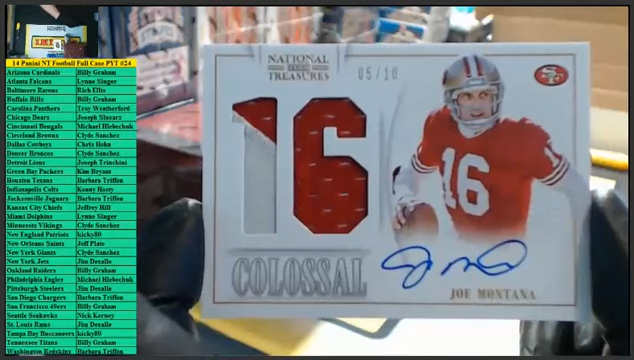 14 Panini NT Football Full Case PYT #24
Arizona Cardinals Billy Graham
Atlanta Falcons Lynne Singer
Baltimore Ravens Rich Ellis
Buffalo Bills Billy Graham
Carolina Panthers Troy Weatherford
Chicago Bears Joseph Slusarz
Cincinnati Bengals Michael Hlebechuk
Cleveland Browns Clyde Sanchez
Dallas Cowboys Chris Hohn
Denver Broncos Clyde Sanchez
Detroit Lions Joseph Trinchini
Green Bay Packers Kim Bryant
Houston Texans Barbara Triffon
Indianapolis Colts Kenny Hasty
Jacksonville Jaguars Barbara Triffon
Kansas City Chiefs Jeffrey Hill
Miami Dolphins Lynne Singer
Minnesota Vikings Clyde Sanchez
New England Patriots kicky80
New Orleans Saints Jeff Plate
New York Giants Clyde Sanchez
New York Jets Jim Desalle
Oakland Raiders Billy Graham
Philadelphia Eagles Michael Hlebechuk
Pittsburgh Steelers Jim Desalle
San Diego Chargers Barbara Triffon
San Francisco 49ers Billy Graham
Seattle Seahawks Nick Kerney
St. Louis Rams Jim Desalle
Tampa Bay Buccaneers kicky80
Tennessee Titans Billy Graham
Washington Redskins Barbara Triffon
NATIONAL
TREASURES
05/10
16
16
COLOSSAL
JOE MONTANA